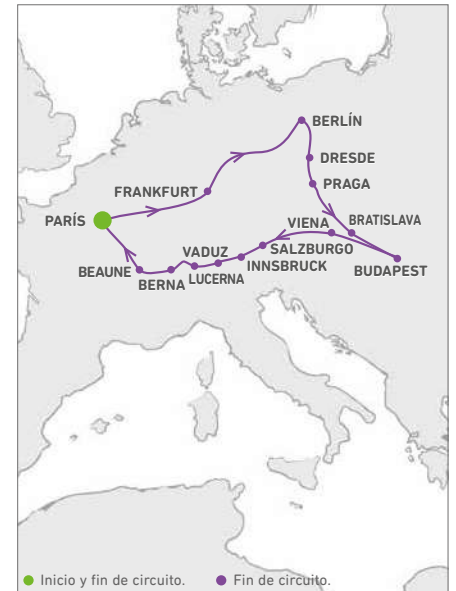 BERLÍN
DRESDE
PRAGA
FRANKFURT
PARÍS
VIENA
BRATISLAVA
SALZBURGO
VADUZ
INNSBRUCK
BUDAPEST
BEAUNE
LUCERNA
BERNA
Inicio y fin de circuito.
Fin de circuito.